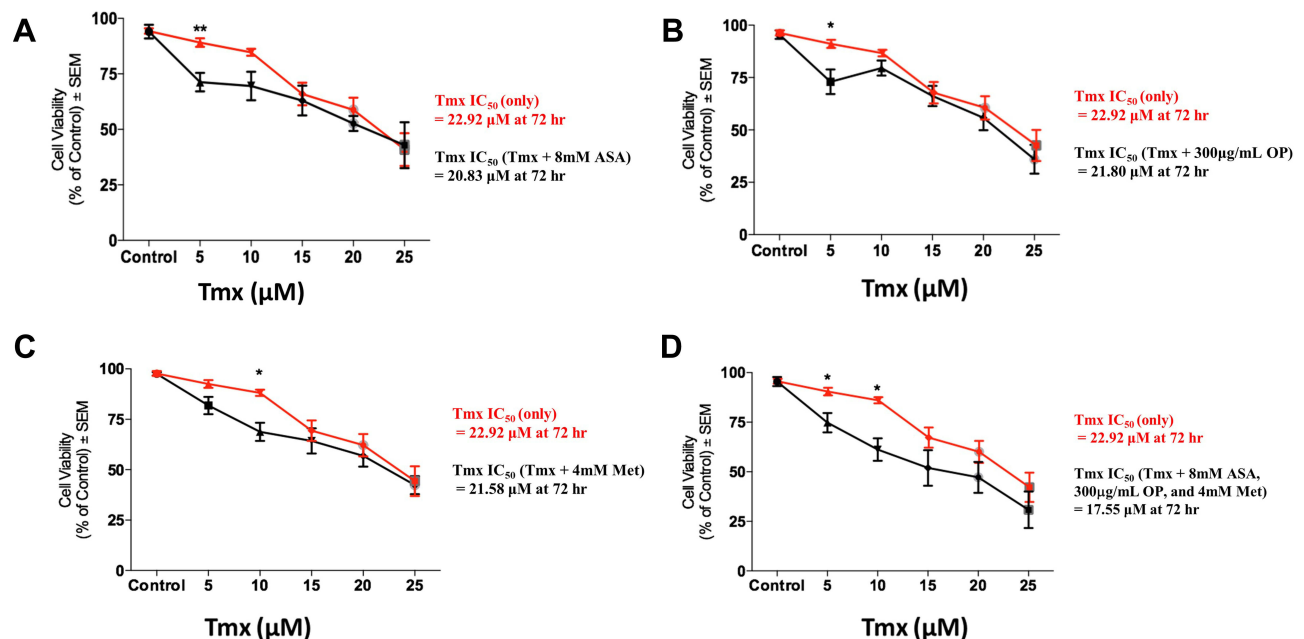 A
Cell Viability
(% of Control) ± SEM
100
75
50
25
0
**
Control 5 10 15 20 25
Tmx (µM)
Tmx IC50 (only)
= 22.92 µM at 72 hr
Tmx IC50 (Tmx + 8mM ASA)
= 20.83 µM at 72 hr
B
Cell Viability
(% of Control) ± SEM
100
75
50
25
0
*
Control 5 10 15 20 25
Tmx (µM)
Tmx IC50 (only)
= 22.92 µM at 72 hr
Tmx IC50 (Tmx + 300µg/mL OP)
= 21.80 µM at 72 hr
C
Cell Viability
(% of Control) ± SEM
100
75
50
25
0
*
Control 5 10 15 20 25
Tmx (µM)
Tmx IC50 (only)
= 22.92 µM at 72 hr
Tmx IC50 (Tmx + 4mM Met)
= 21.58 µM at 72 hr
D
Cell Viability
(% of Control) ± SEM
100
75
50
25
0
* *
Control 5 10 15 20 25
Tmx (µM)
Tmx IC50 (only)
= 22.92 µM at 72 hr
Tmx IC50 (Tmx + 8mM ASA,
300µg/mL OP, and 4mM Met)
= 17.55 µM at 72 hr